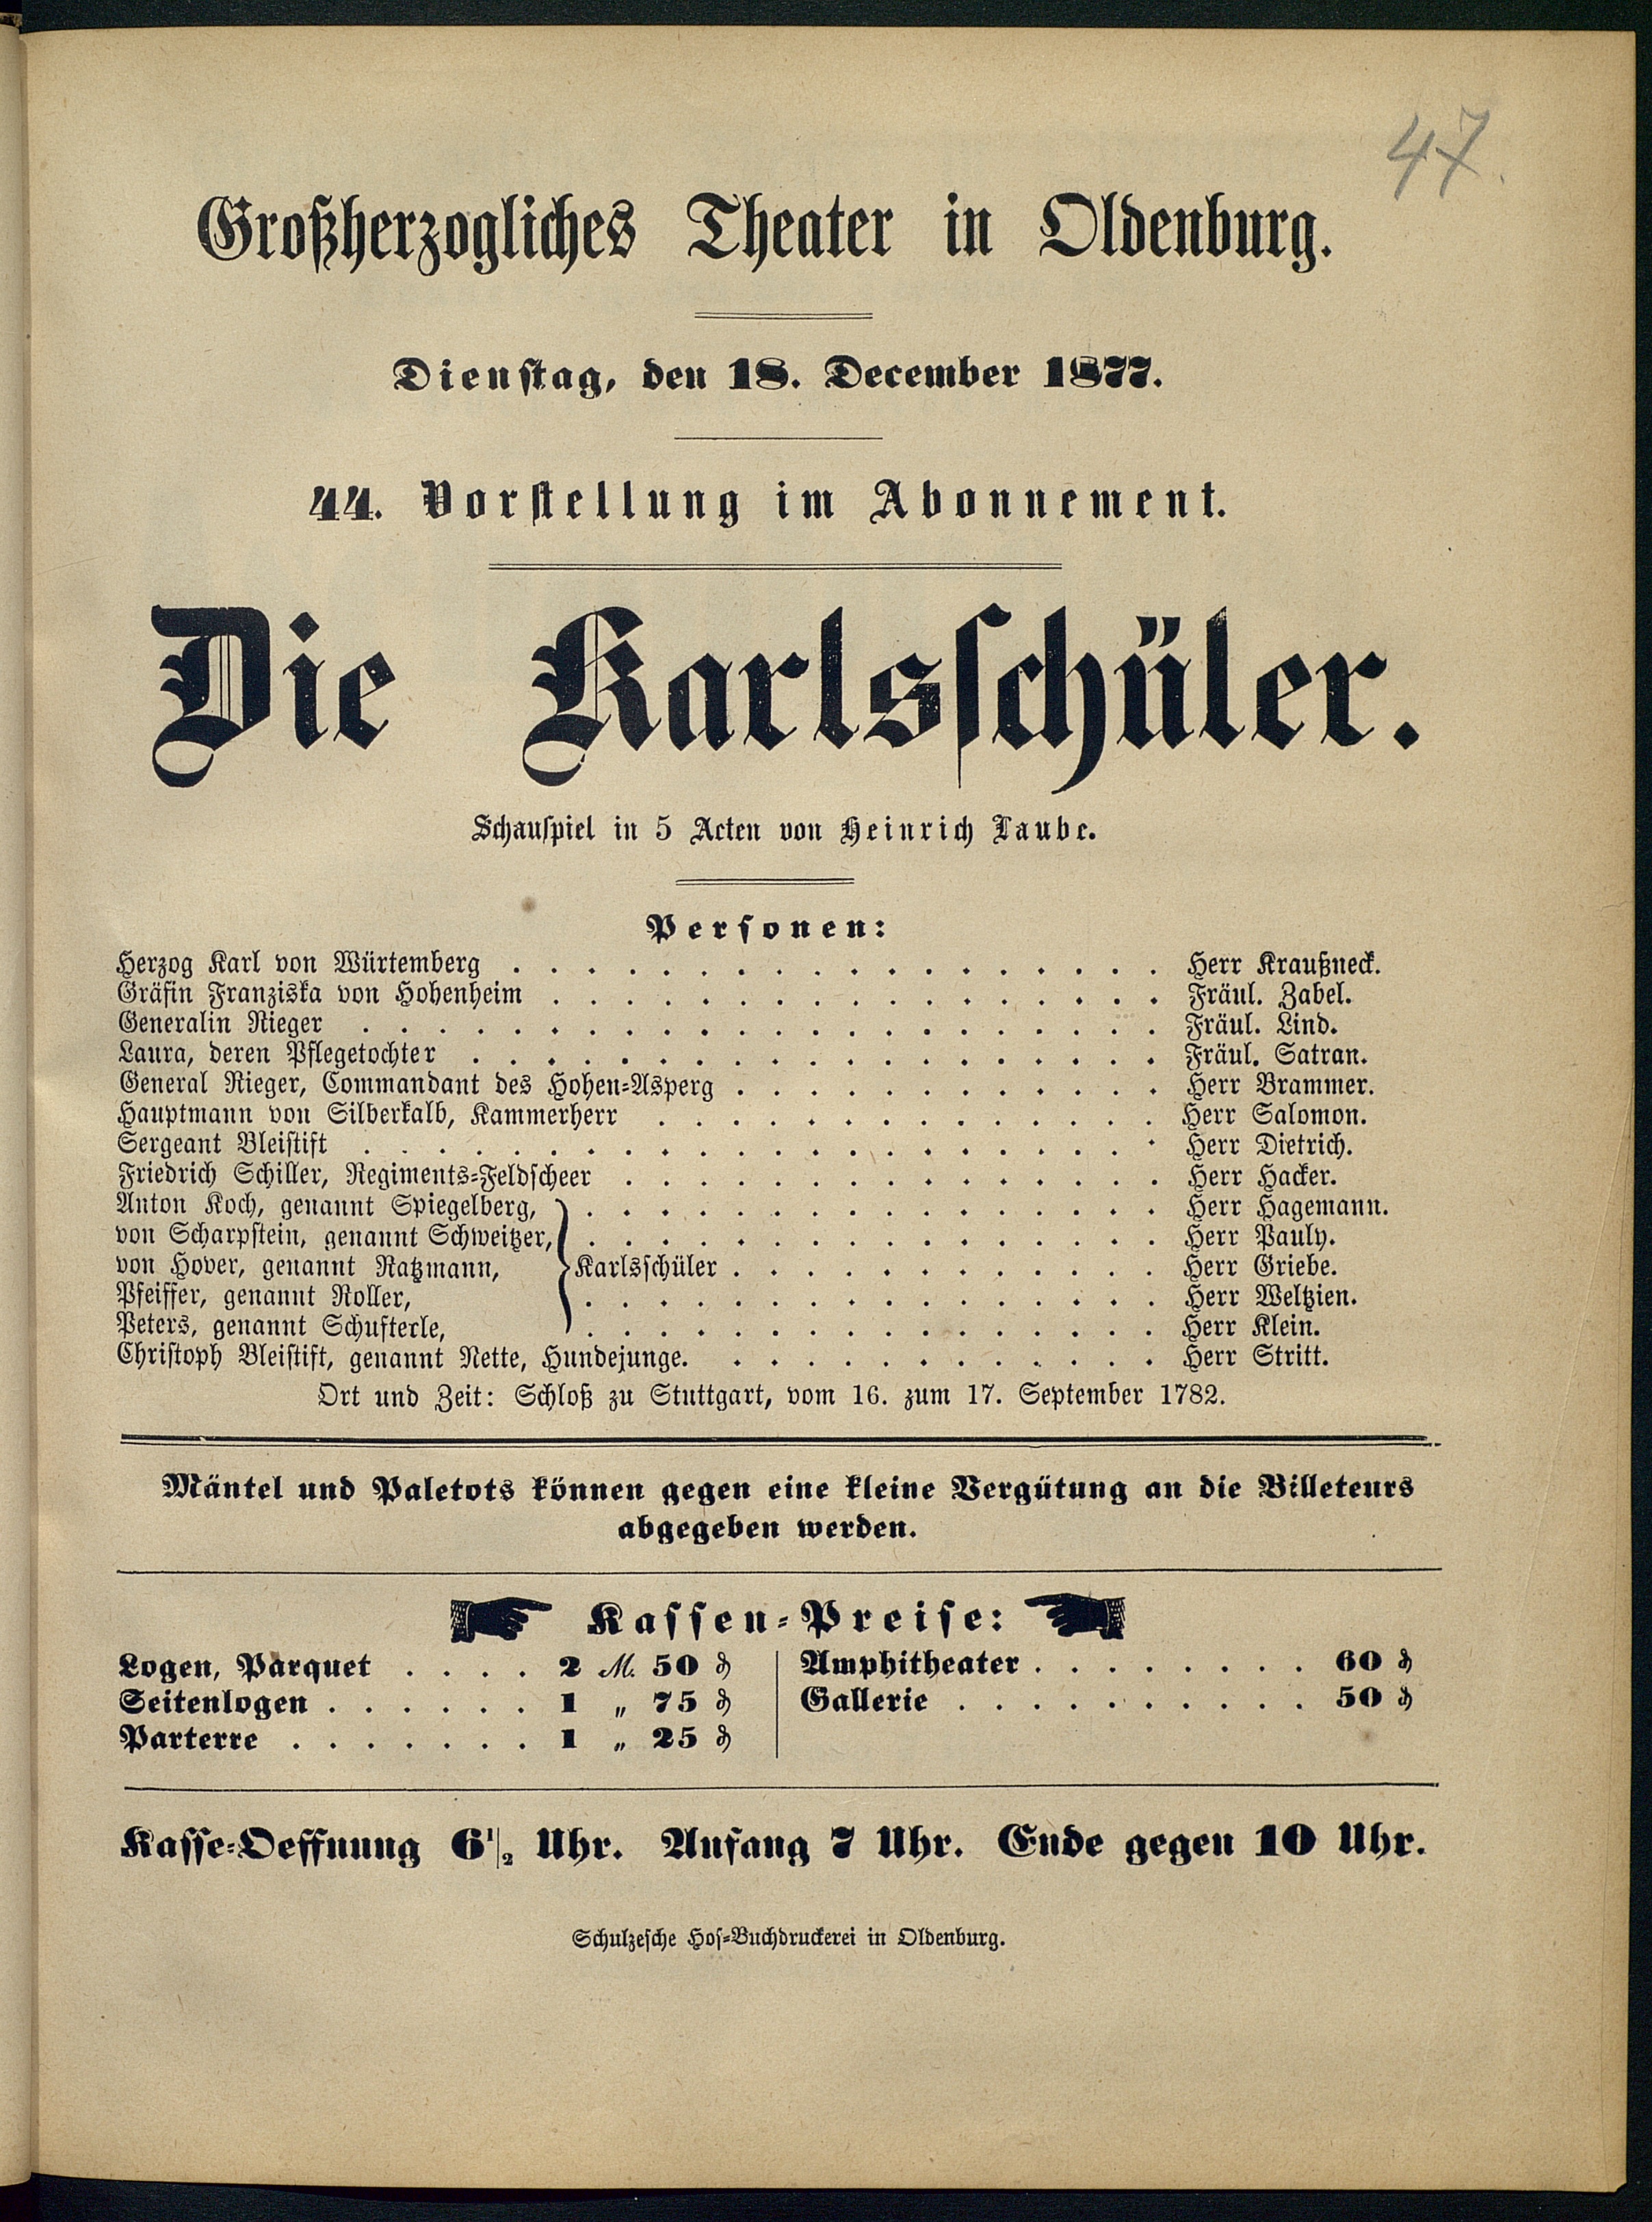 47.
Großherzogliches Theater in Oldenburg.
Dienstag, den 18. December 1877.
44. Vorstellung im Abonnement.
Die Karlsschüler.
Schauspiel in 5 Acten von Heinrich Laube.
Personen:
Herzog Karl von Würtemberg . . . . . . . . . . . . . . . . . . Herr Kraußneck.
Gräfin Franziska von Hohenheim . . . . . . . . . . . . . . . . . Fräul. Zabel.
Generalin Rieger . . . . . . . . . . . . . . . . . . . . . . Fräul. Lind.
Laura, deren Pflegetochter . . . . . . . . . . . . . . . . . . . Fräul. Satran.
General Rieger, Commandant des Hohen-Asperg . . . . . . . . . . . . Herr Brammer.
Hauptmann von Silberkalb, Kammerherr . . . . . . . . . . . . . . Herr Salomon.
Sergeant Bleistift . . . . . . . . . . . . . . . . . . . . . . Herr Dietrich.
Friedrich Schiller, Regiments-Feldscheer . . . . . . . . . . . . . . . Herr Hacker.
Anton Koch, genannt Spiegelberg, . . . . . . . . . . . . . . . . Herr Hagemann.
von Scharpstein, genannt Schweitzer, . . . . . . . . . . . . . . . . Herr Pauly.
von Hover, genannt Ratzmann, Karlsschüler . . . . . . . . . . . . Herr Griebe.
Pfeiffer, genannt Roller, . . . . . . . . . . . . . . . . Herr Weltzien.
Peters, genannt Schufterle, . . . . . . . . . . . . . . . . Herr Klein.
Christoph Bleistift, genannt Nette, Hundejunge. . . . . . . . . . . . . Herr Stritt.
Ort und Zeit: Schloß zu Stuttgart, vom 16. zum 17. September 1782.
Mäntel und Paletots können gegen eine kleine Vergütung an die Billeteurs
abgegeben werden.
Kassen-Preise:
Logen, Parquet . . . . 2 M. 50 ₰
Seitenlogen . . . . . . 1 „ 75 ₰
Parterre . . . . . . . 1 „ 25 ₰
Amphitheater . . . . . . . . 60 ₰
Gallerie . . . . . . . . . . 50 ₰
Kasse-Oeffnung 6½ Uhr. Anfang 7 Uhr. Ende gegen 10 Uhr.
Schulzesche Hof-Buchdruckerei in Oldenburg.